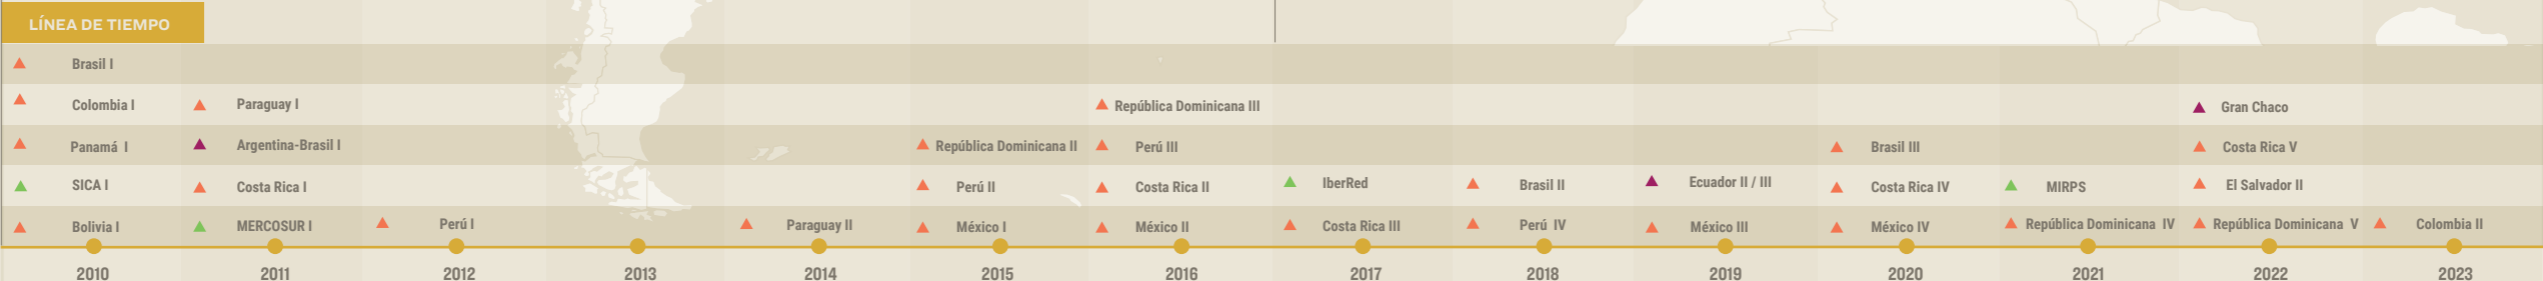 LÍNEA DE TIEMPO
Brasil I
Colombia I
Paraguay I
República Dominicana III
Gran Chaco
Panamá I
Argentina-Brasil I
República Dominicana II
Perú III
Brasil III
Costa Rica V
SICA I
Costa Rica I
Perú II
Costa Rica II
IberRed
Brasil II
Ecuador II / III
Costa Rica IV
MIRPS
El Salvador II
Bolivia I
MERCOSUR I
Perú I
Paraguay II
México I
México II
Costa Rica III
Perú IV
México III
México IV
República Dominicana IV
República Dominicana V
Colombia II
2010
2011
2012
2013
2014
2015
2016
2017
2018
2019
2020
2021
2022
2023